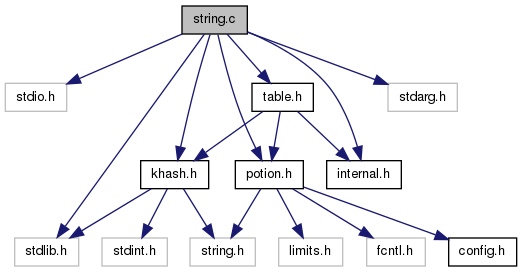 string.c
stdio.h
table.h
stdarg.h
khash.h
potion.h
internal.h
stdlib.h
stdint.h
string.h
limits.h
fcntl.h
config.h